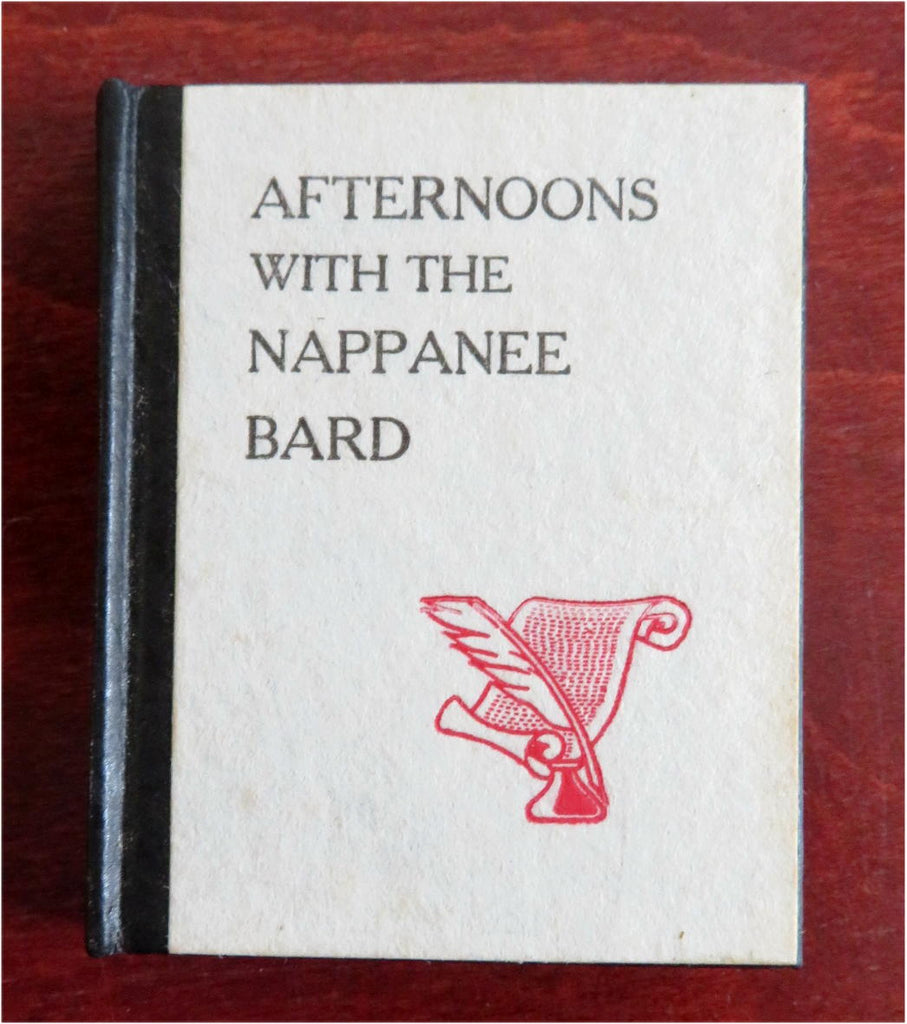 AFTERNOONS
WITH THE
NAPPANEE
BARD